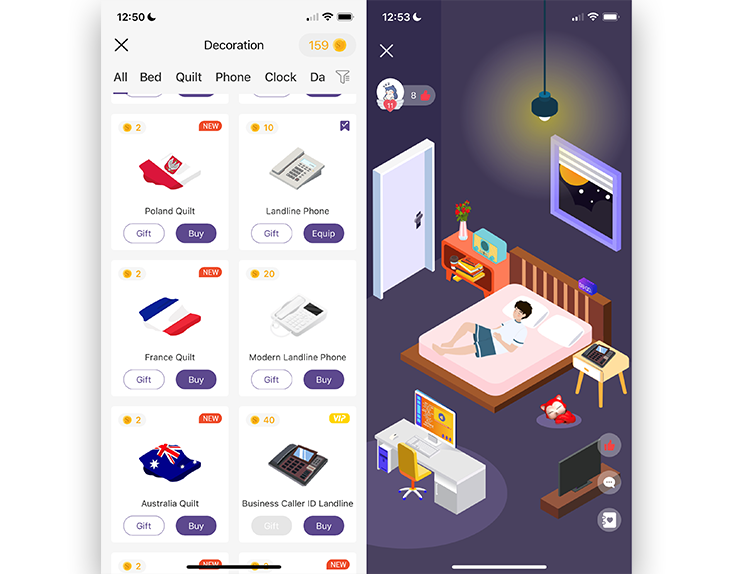 12:50
Decoration
159
All Bed Quilt Phone Clock Da
2 NEW
Poland Quilt
Gift Buy
10
Landline Phone
Gift Equip
2 NEW
France Quilt
Gift Buy
20
Modern Landline Phone
Gift Buy
2 NEW
Australia Quilt
Gift Buy
40 VIP
Business Caller ID Landline
Gift Buy
2 NEW
NEW
12:53
8
11